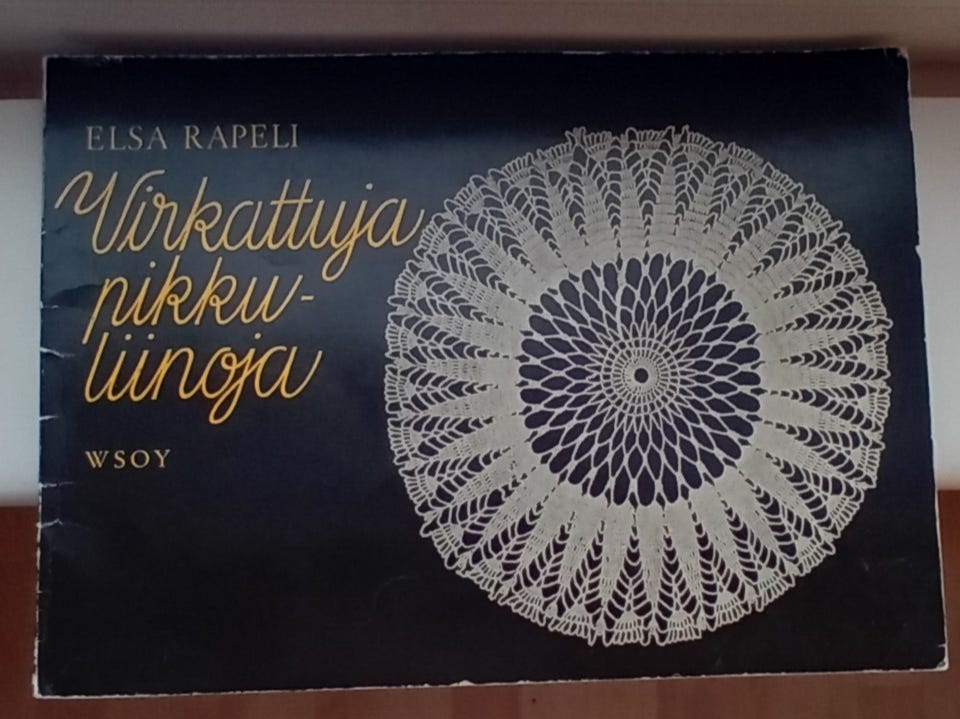 ELSA RAPELI
Virkattuja
pikku-
liinoja
WSOY